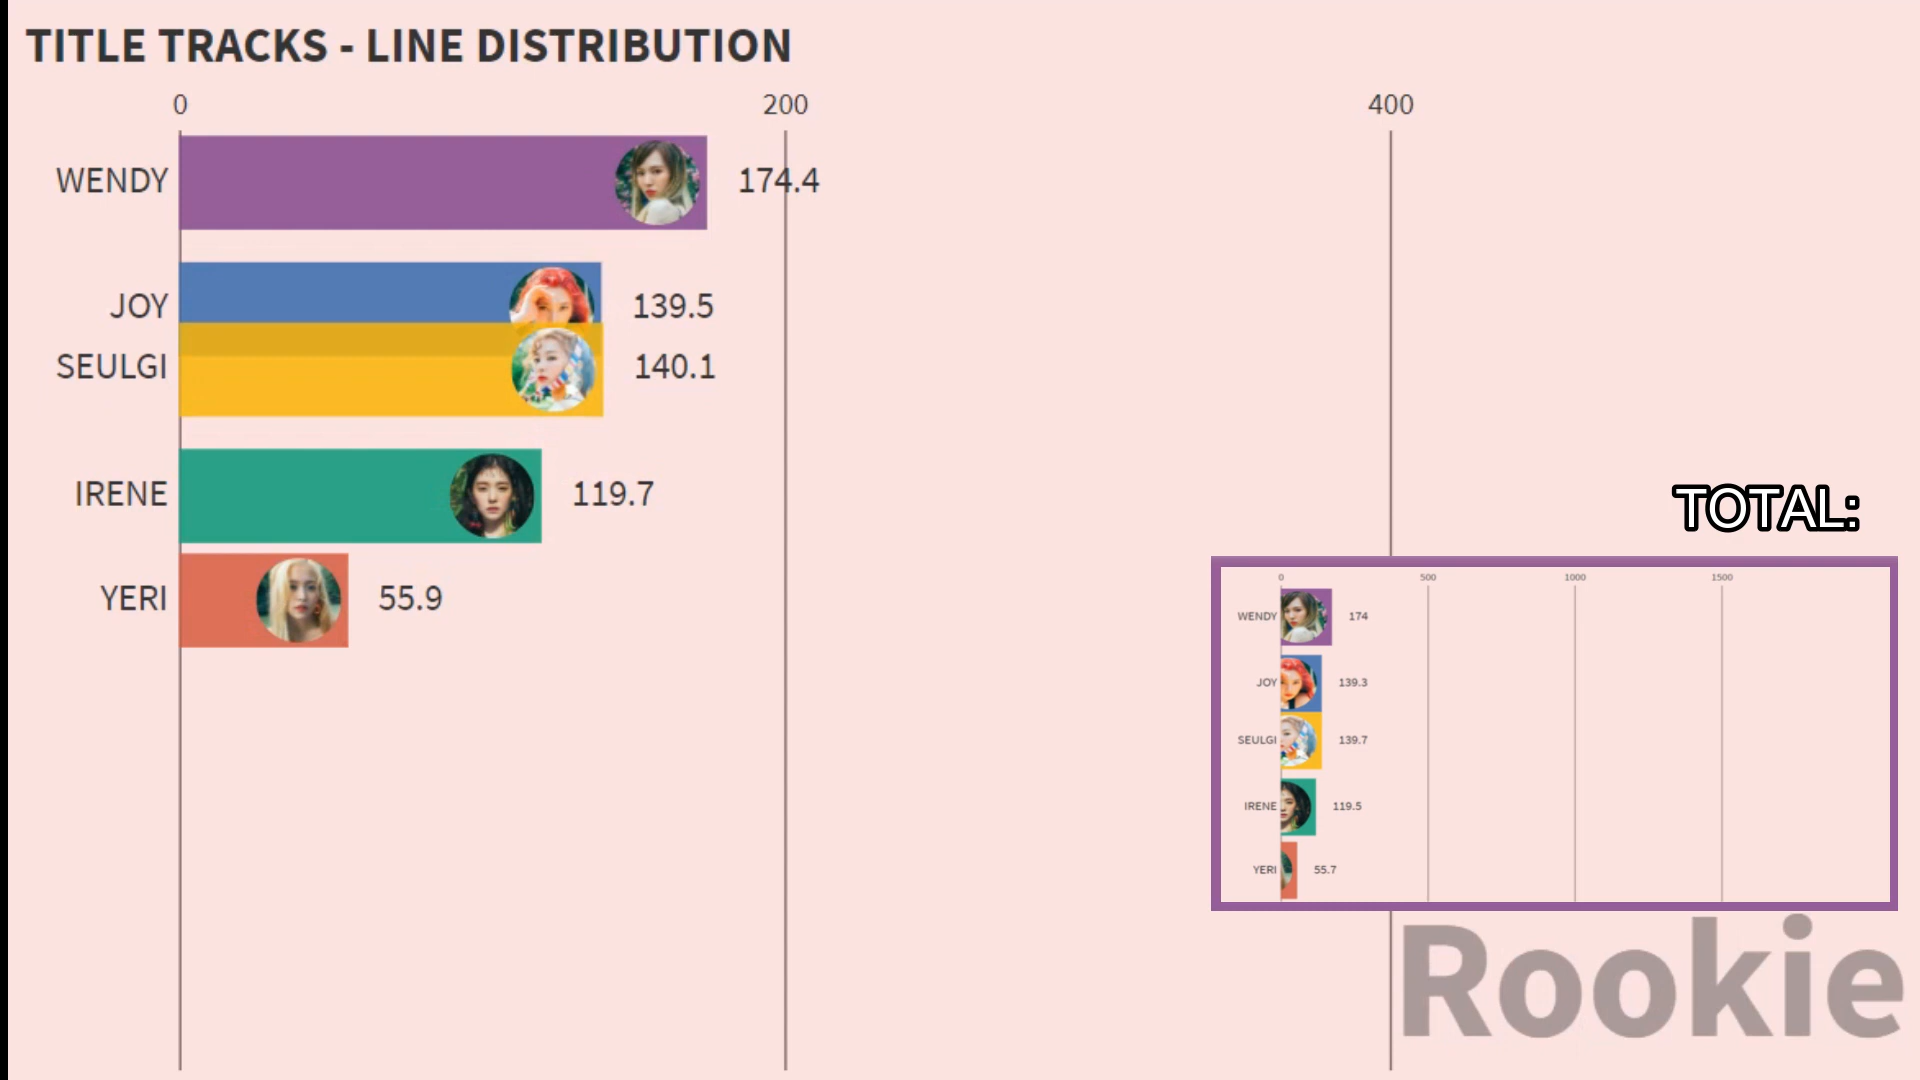 TITLE TRACKS - LINE DISTRIBUTION
0 200 400
WENDY 174.4
JOY 139.5
SEULGI 140.1
IRENE 119.7
YERI 55.9
TOTAL:
0 500 1000 1500
WENDY 174
JOY 139.3
SEULGI 139.7
IRENE 119.5
YERI 55.7
Rookie